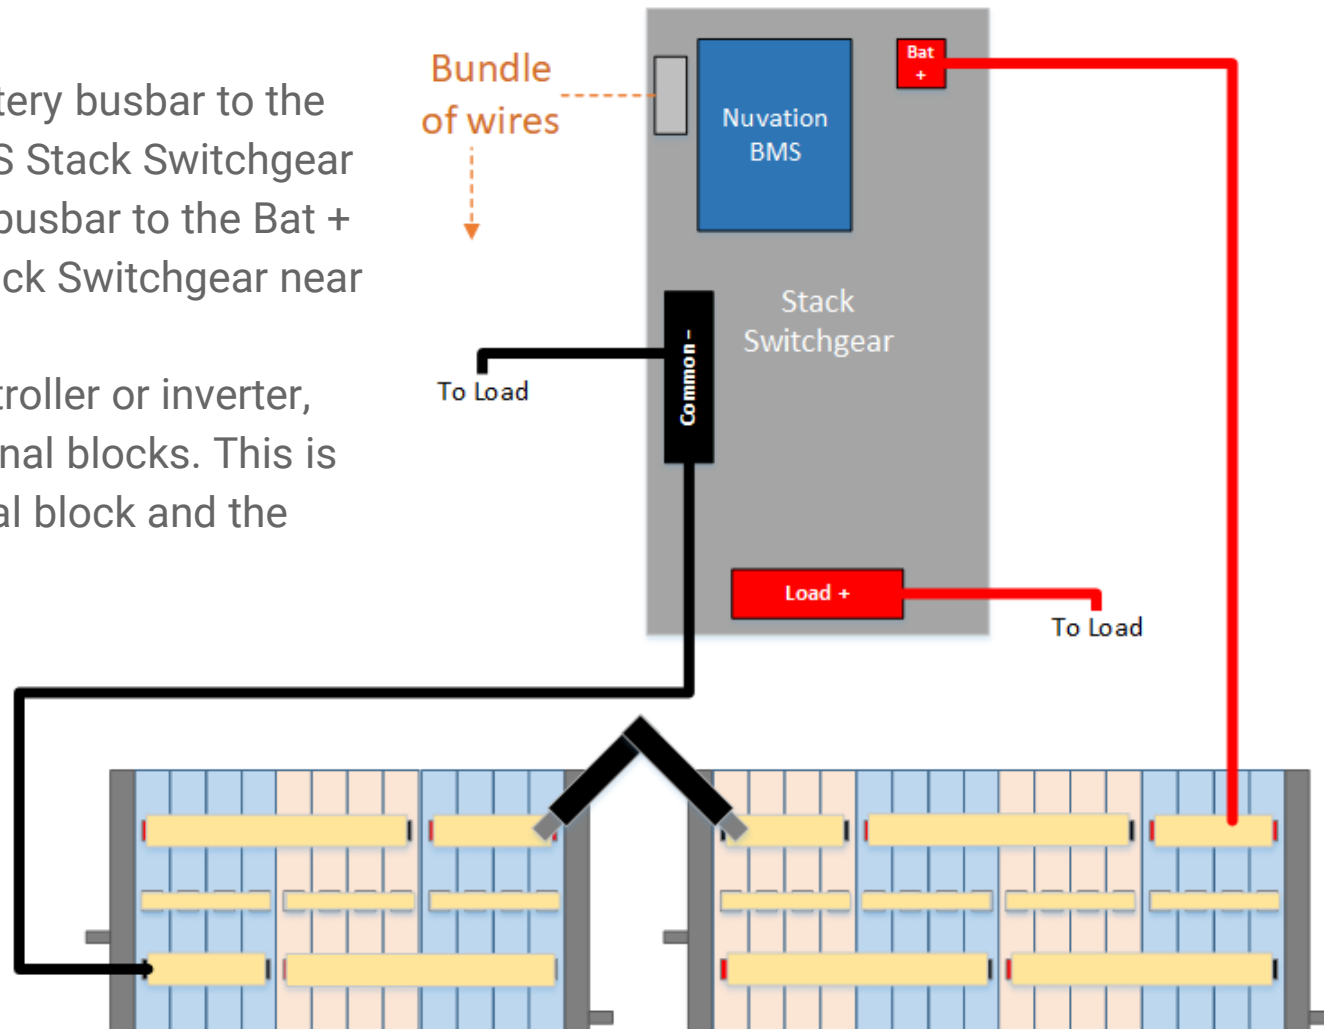 tery busbar to the
S Stack Switchgear
busbar to the Bat +
ck Switchgear near
troller or inverter,
nal blocks. This is
al block and the
Bundle
of wires
Nuvation
BMS
Bat
+
Stack
Switchgear
Common –
To Load
Load +
To Load